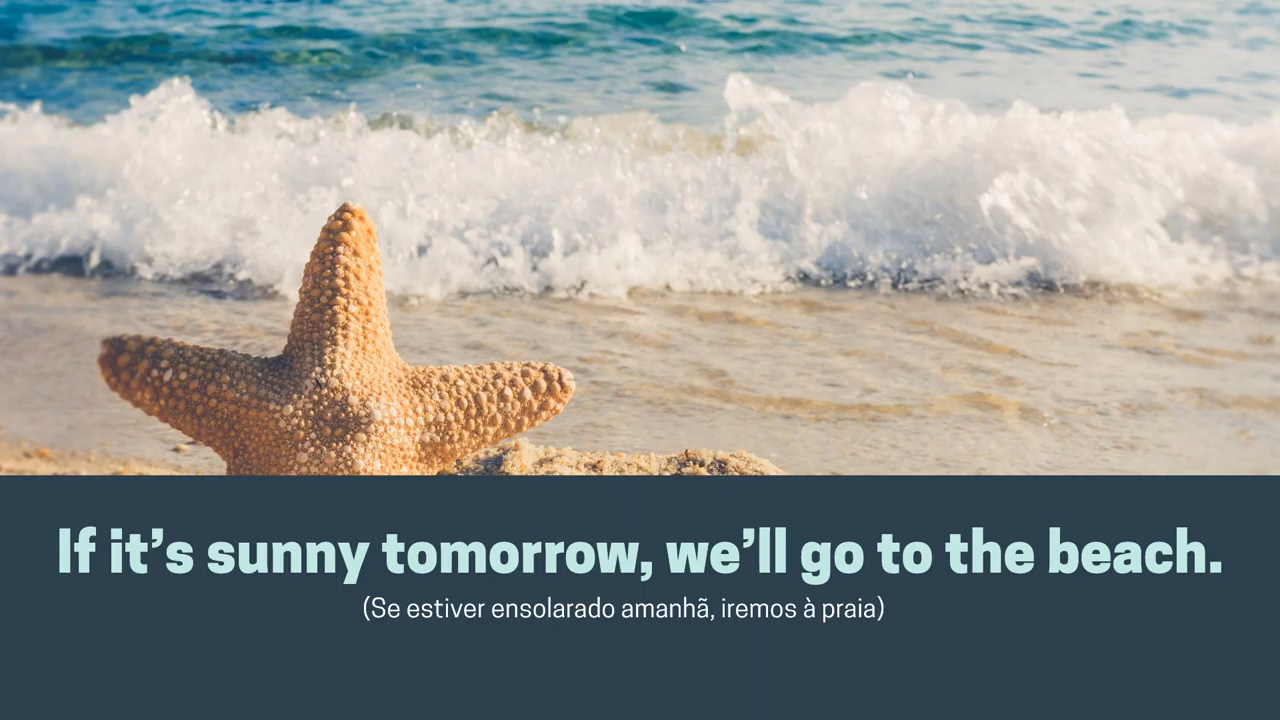 If it’s sunny tomorrow, we’ll go to the beach.
(Se estiver ensolarado amanhã, iremos à praia)